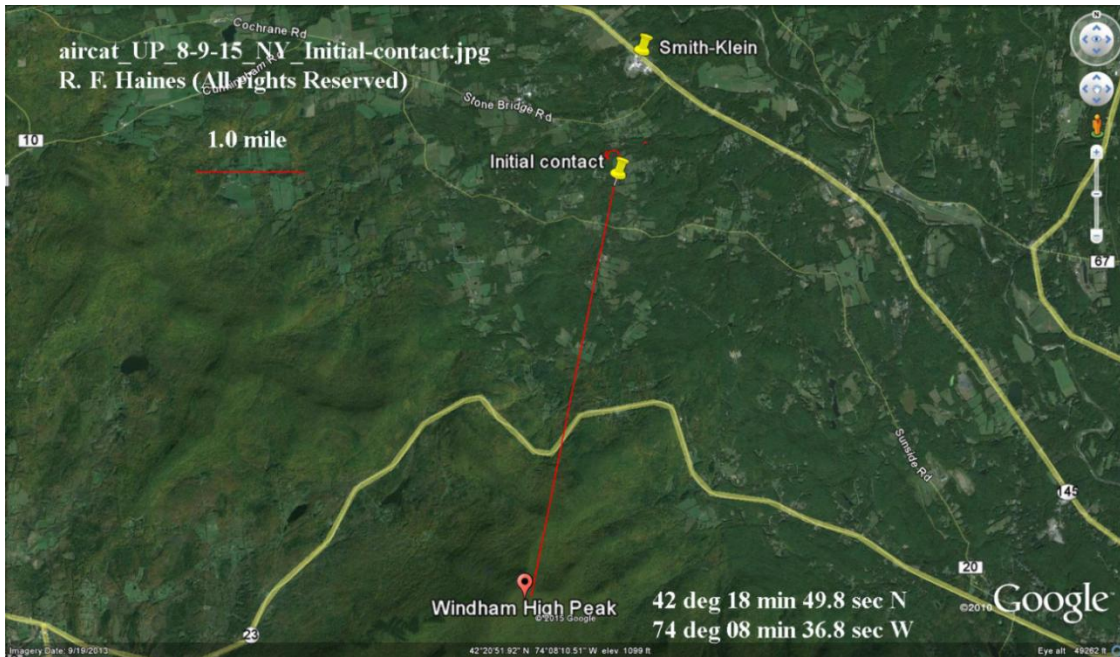 Cochrane Rd
aircat_UP_8-9-15_NY_Initial-contact.jpg
R. F. Haines (All rights Reserved)
Cunningham Rd
Smith-Klein
N
Stone Bridge Rd
10
1.0 mile
Initial contact
67
Sunside Rd
145
20
Windham High Peak
© 2015 Google
42 deg 18 min 49.8 sec N
74 deg 08 min 36.8 sec W
©2010 Google
23
Imagery Date: 9/19/2013
42°20'51.92" N 74°08'10.51" W elev 1099 ft
Eye alt 49262 ft